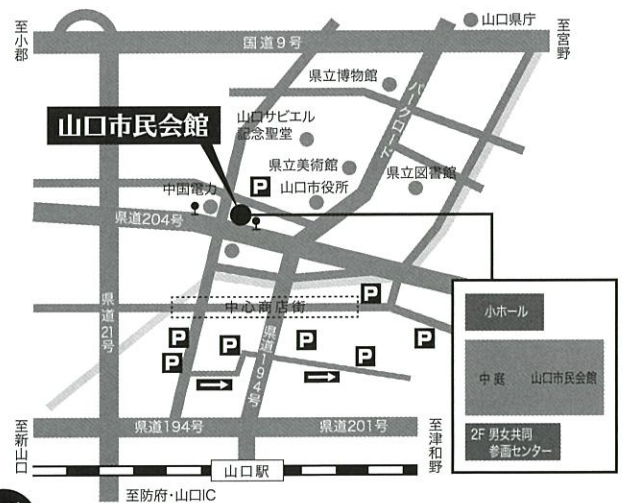 山口県庁
至小郡
国道9号
至宮野
県立博物館
パークロード
山口サビエル
記念聖堂
山口市民会館
県立美術館
県立図書館
P
中国電力
山口市役所
県道204号
県道21号
中心商店街
P
P
P
P
P
P
P
県道194号
小ホール
中庭
山口市民会館
2F 男女共同
参画センター
至新山口
県道194号
県道201号
至津和野
山口駅
至防府・山口IC